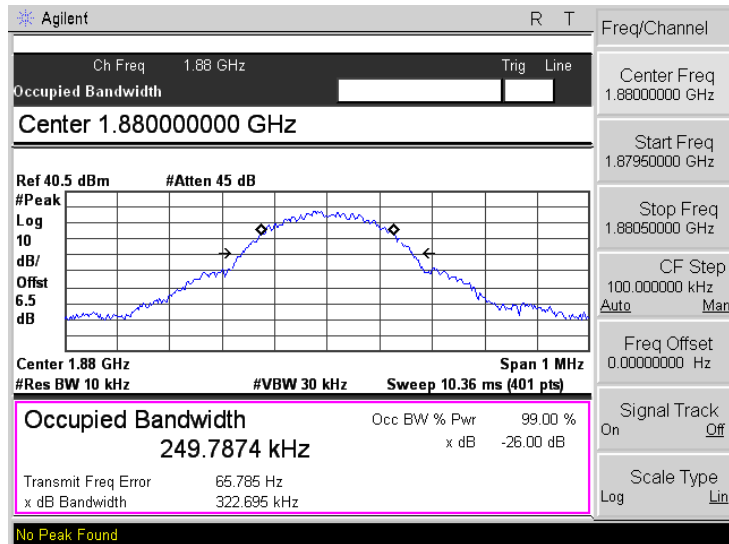 Agilent
R T
Ch Freq 1.88 GHz Trig Line
Occupied Bandwidth
Center 1.880000000 GHz
Ref 40.5 dBm #Atten 45 dB
#Peak
Log
10
dB/
Offst
6.5
dB
Center 1.88 GHz Span 1 MHz
#Res BW 10 kHz #VBW 30 kHz Sweep 10.36 ms (401 pts)
Occupied Bandwidth
249.7874 kHz
Occ BW % Pwr 99.00 %
x dB -26.00 dB
Transmit Freq Error 65.785 Hz
x dB Bandwidth 322.695 kHz
No Peak Found
Freq/Channel
Center Freq
1.88000000 GHz
Start Freq
1.87950000 GHz
Stop Freq
1.88050000 GHz
CF Step
100.000000 kHz
Auto Man
Freq Offset
0.00000000 Hz
Signal Track
On Off
Scale Type
Log Lin